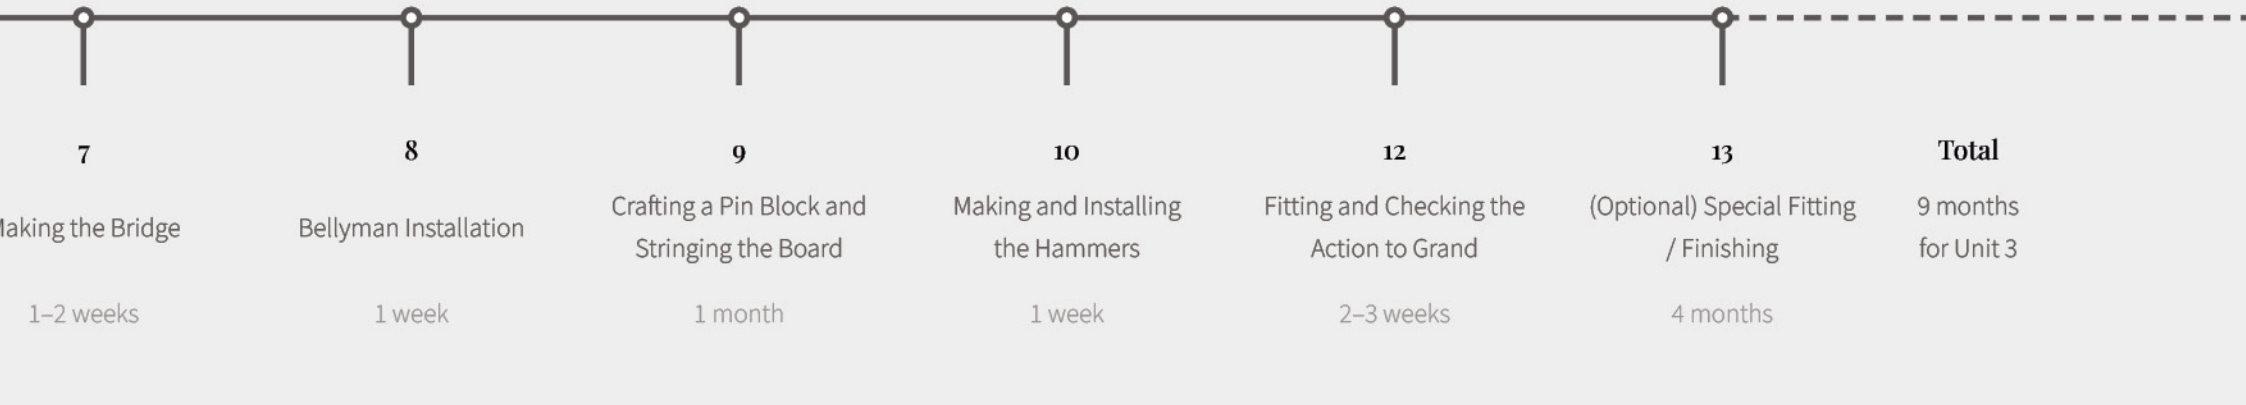 7
8
9
10
12
13
Total
Making the Bridge
Bellyman Installation
Crafting a Pin Block and
Stringing the Board
Making and Installing
the Hammers
Fitting and Checking the
Action to Grand
(Optional) Special Fitting
/ Finishing
9 months
for Unit 3
1–2 weeks
1 week
1 month
1 week
2–3 weeks
4 months